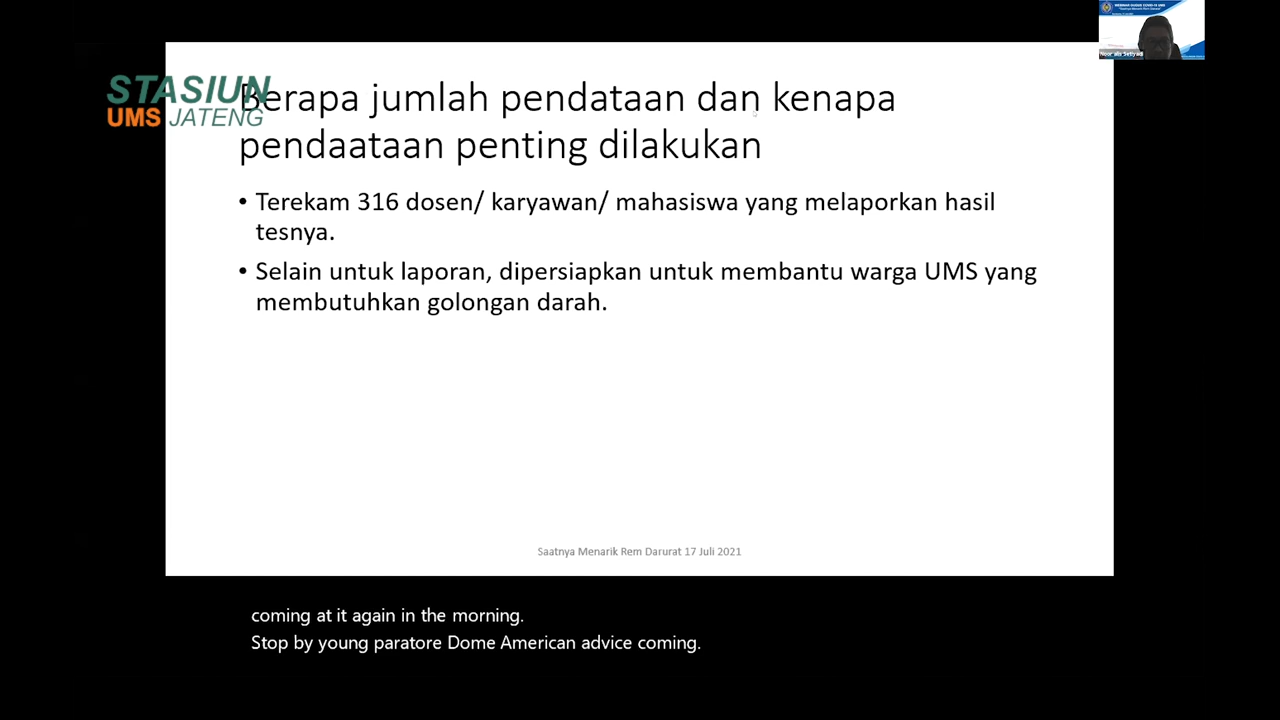 STASIUN
UMS JATENG
Berapa jumlah pendataan dan kenapa
pendaataan penting dilakukan
• Terekam 316 dosen/ karyawan/ mahasiswa yang melaporkan hasil
tesnya.
• Selain untuk laporan, dipersiapkan untuk membantu warga UMS yang
membutuhkan golongan darah.
Saatnya Menarik Rem Darurat 17 Juli 2021
coming at it again in the morning.
Stop by young paratore Dome American advice coming.